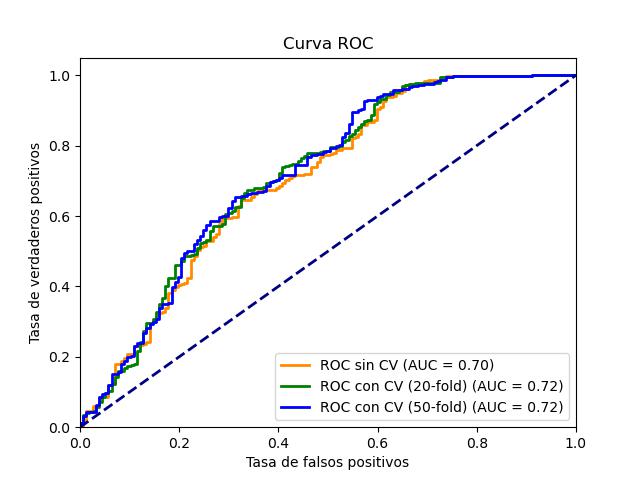 Curva ROC
Tasa de verdaderos positivos
1.0
0.8
0.6
0.4
0.2
0.0
ROC sin CV (AUC = 0.70)
ROC con CV (20-fold) (AUC = 0.72)
ROC con CV (50-fold) (AUC = 0.72)
0.0 0.2 0.4 0.6 0.8 1.0
Tasa de falsos positivos